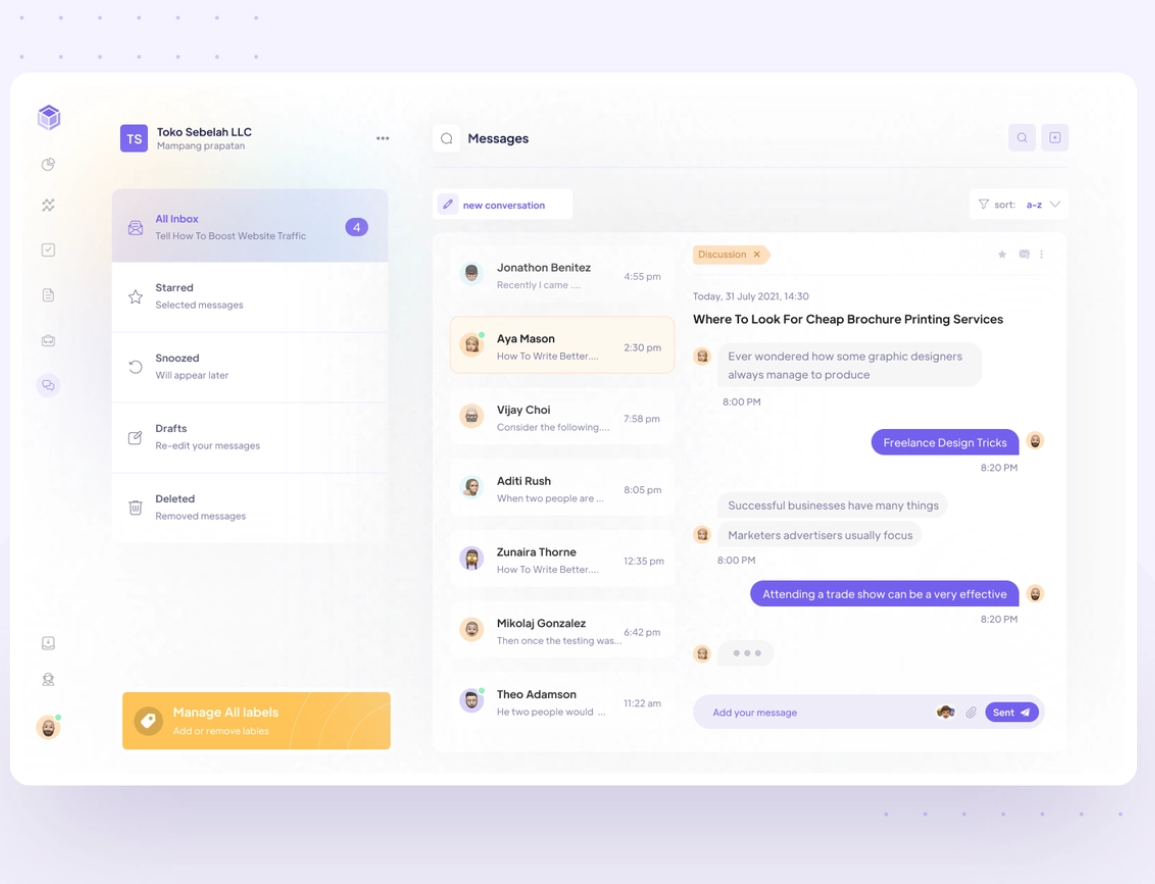 TS
Toko Sebelah LLC
Mampang prapatan
All Inbox
Tell How To Boost Website Traffic
4
Starred
Selected messages
Snoozed
Will appear later
Drafts
Re-edit your messages
Deleted
Removed messages
Manage All labels
Add or remove lables
Messages
new conversation
sort: a-z
Jonathon Benitez
Recently I came ....
4:55 pm
Aya Mason
How To Write Better....
2:30 pm
Vijay Choi
Consider the following....
7:58 pm
Aditi Rush
When two people are ...
8:05 pm
Zunaira Thorne
How To Write Better....
12:35 pm
Mikolaj Gonzalez
Then once the testing was...
6:42 pm
Theo Adamson
He two people would ...
11:22 am
Discussion
Today, 31 July 2021, 14:30
Where To Look For Cheap Brochure Printing Services
Ever wondered how some graphic designers
always manage to produce
8:00 PM
Freelance Design Tricks
8:20 PM
Successful businesses have many things
Marketers advertisers usually focus
8:00 PM
Attending a trade show can be a very effective
8:20 PM
Add your message
Sent